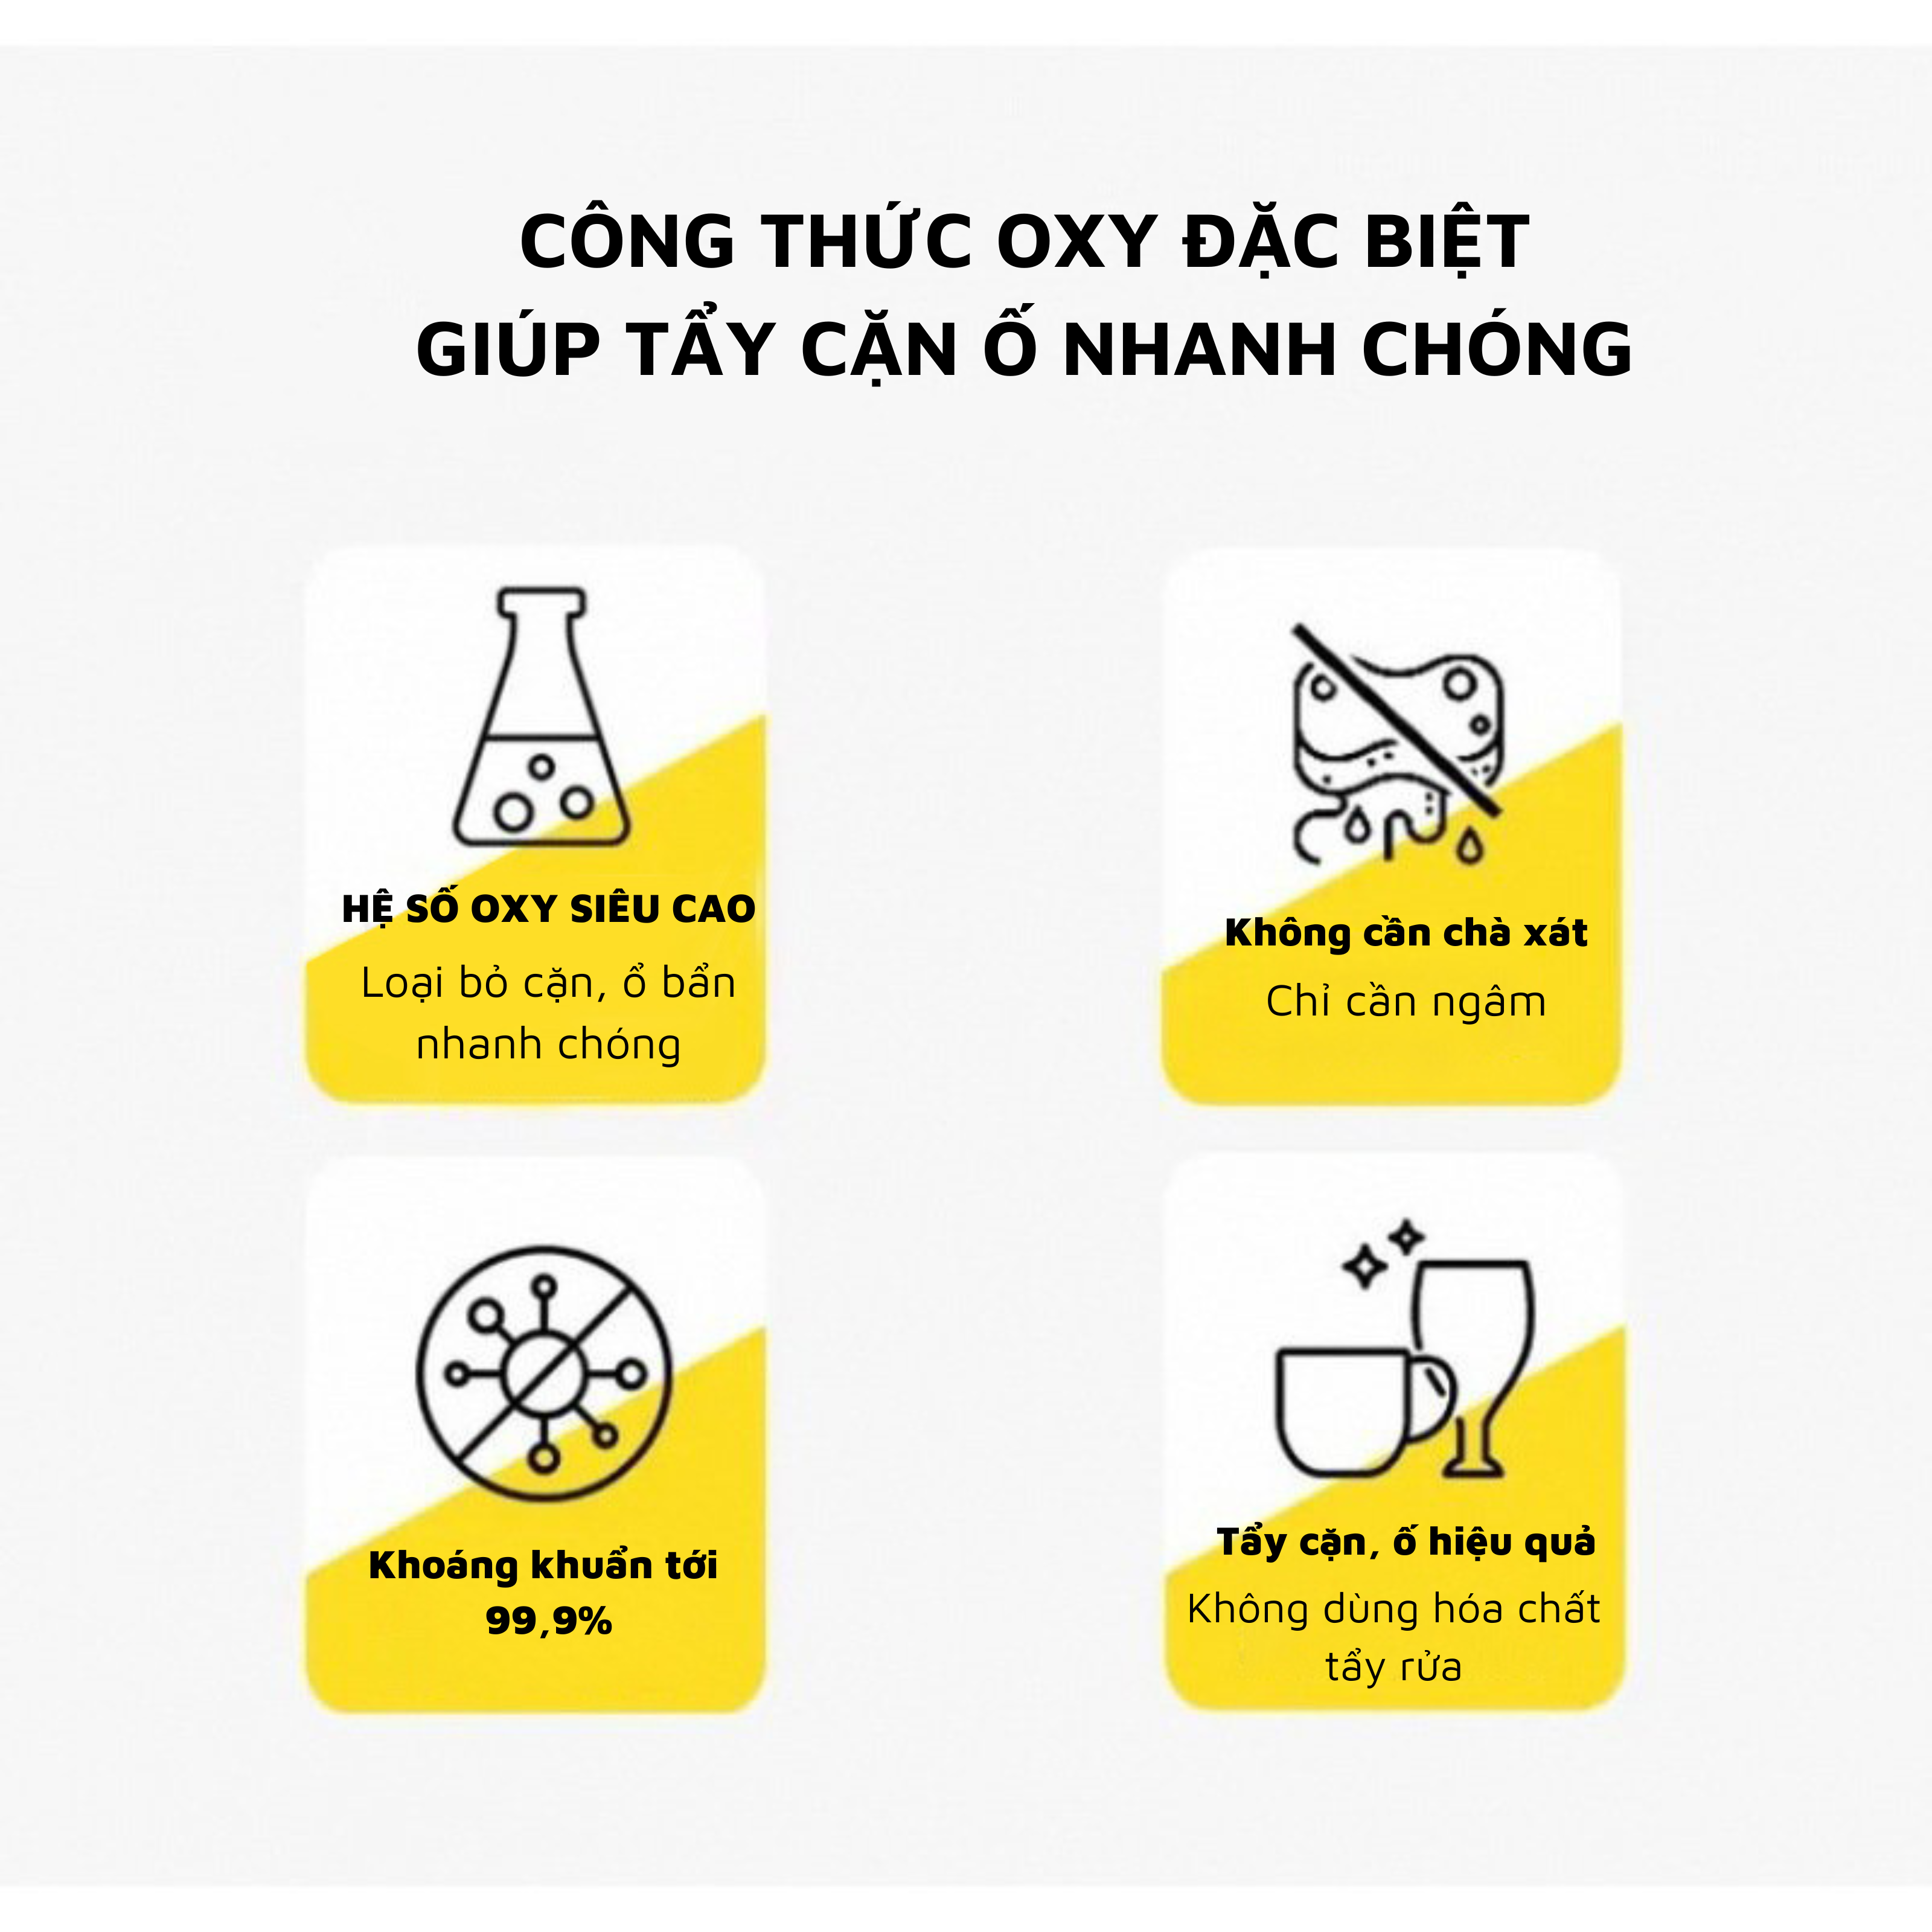 CÔNG THỨC OXY ĐẶC BIỆT
GIÚP TẨY CẶN Ố NHANH CHÓNG
HỆ SỐ OXY SIÊU CAO
Loại bỏ cặn, ổ bẩn
nhanh chóng
Không cần chà xát
Chỉ cần ngâm
Khoáng khuẩn tới
99,9%
Tẩy cặn, ố hiệu quả
Không dùng hóa chất
tẩy rửa